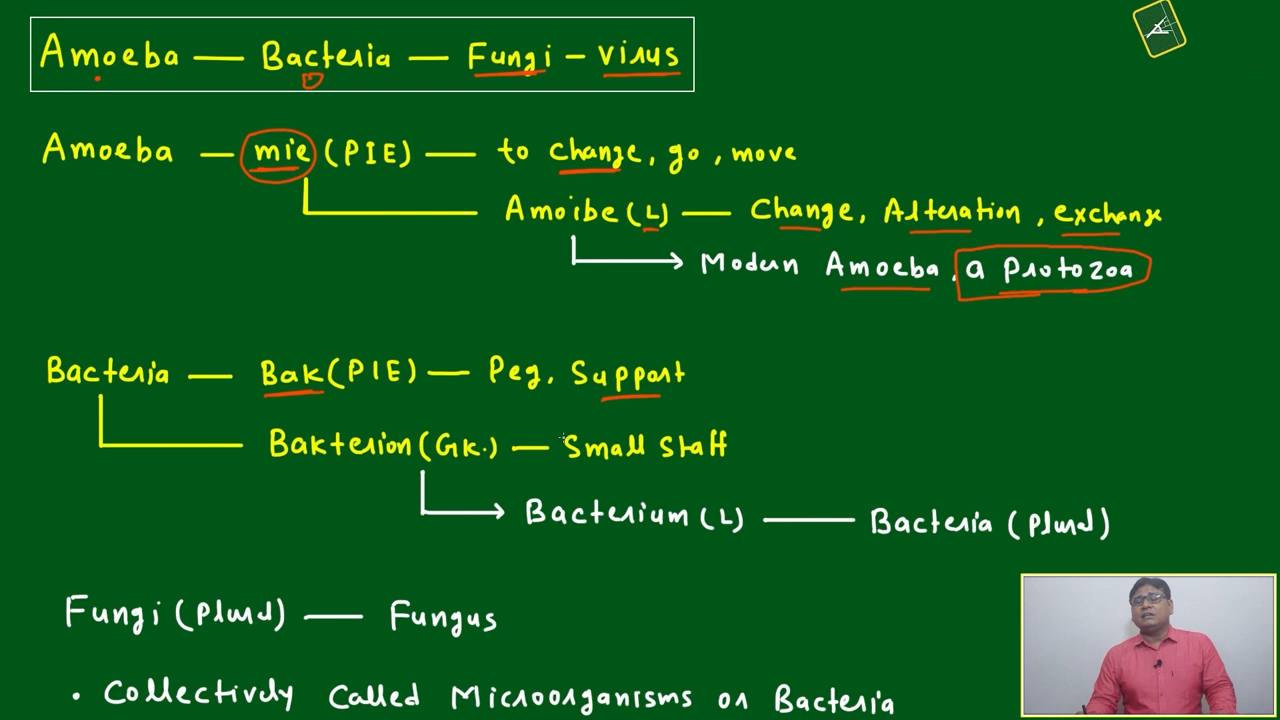 Amoeba — Bacteria — Fungi – Virus
Amoeba — mie (PIE) — to change, go, move
Amoibe (L) — Change, Alteration, exchange
Modern Amoeba, a Protozoa
Bacteria — Bak (PIE) — Peg, Support
Bakterion (Gk.) — Small Staff
Bacterium (L) — Bacteria (Plural)
Fungi (Plural) — Fungus
• Collectively Called Microorganisms or Bacteria